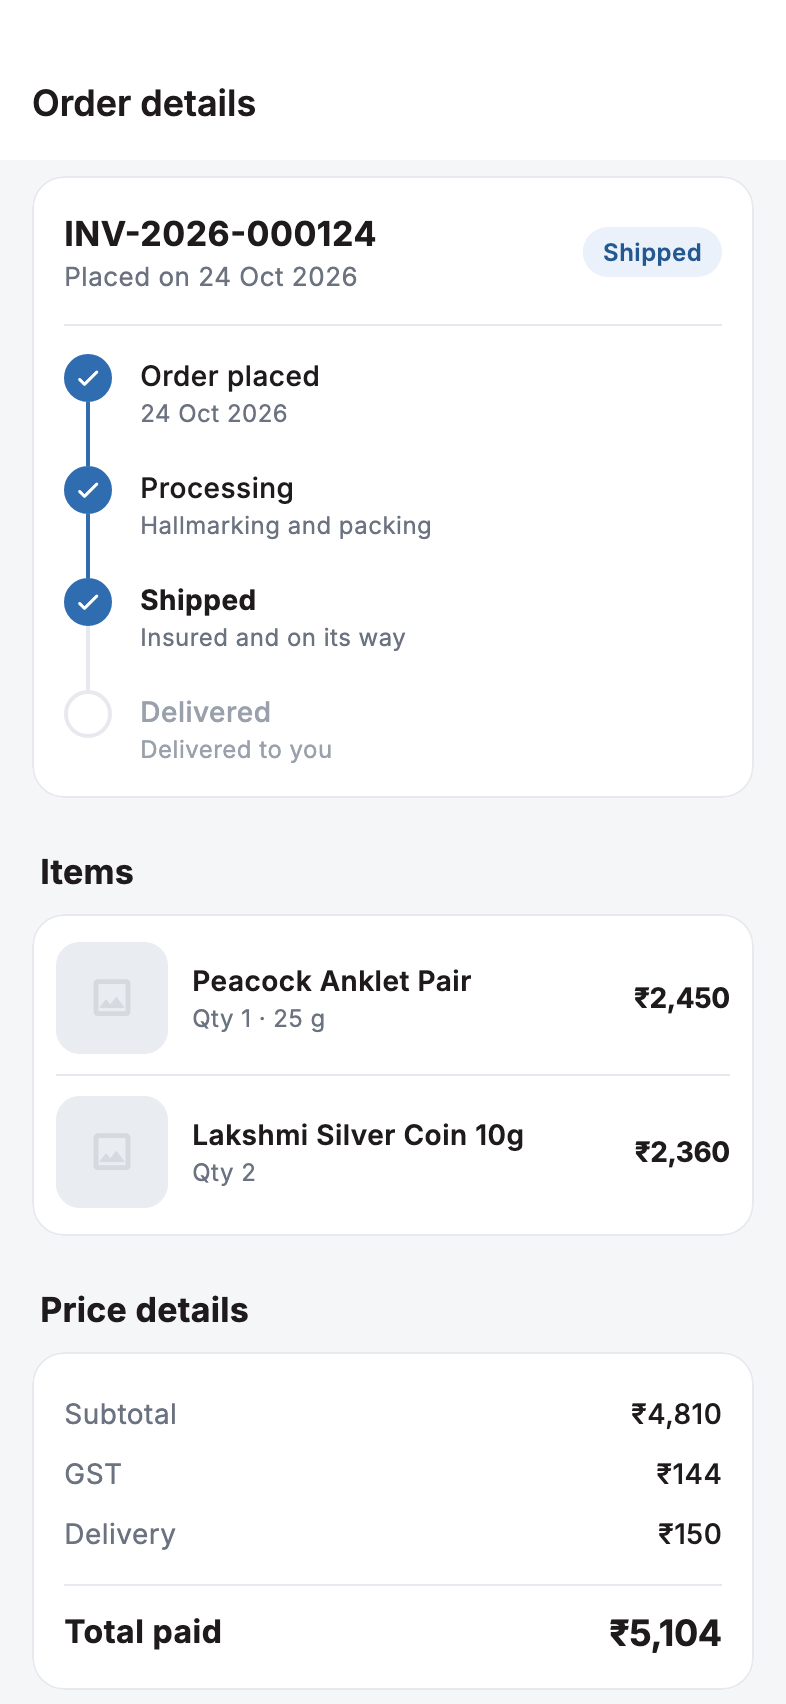 Order details
INV-2026-000124
Shipped
Placed on 24 Oct 2026
Order placed
24 Oct 2026
Processing
Hallmarking and packing
Shipped
Insured and on its way
Delivered
Delivered to you
Items
Peacock Anklet Pair
Qty 1 · 25 g
₹2,450
Lakshmi Silver Coin 10g
Qty 2
₹2,360
Price details
Subtotal ₹4,810
GST ₹144
Delivery ₹150
Total paid ₹5,104